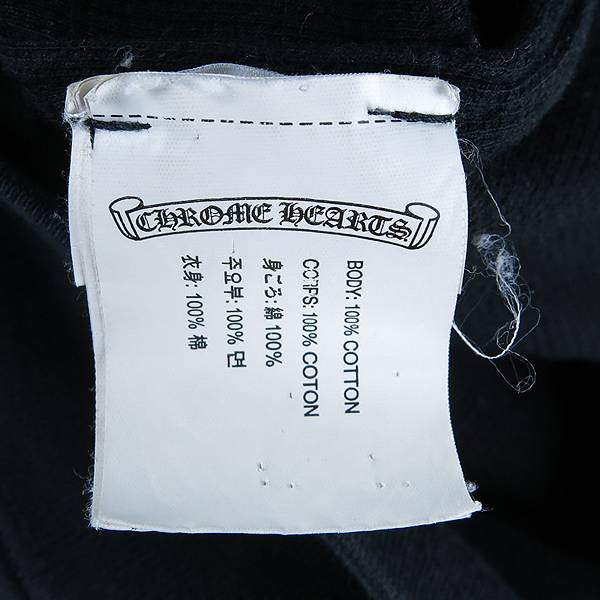 CHROME HEARTS
BODY: 100% COTTON
CORPS: 100% COTON
身ごろ: 綿 100%
주요부: 100% 면
衣身: 100% 棉